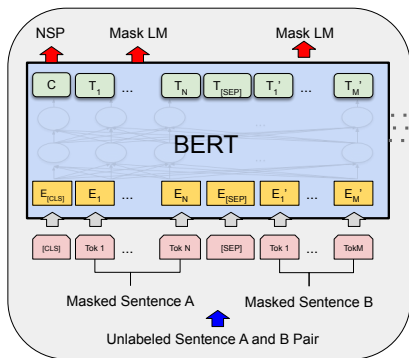 NSP Mask LM Mask LM
C T1 ... TN T[SEP] T1' ... TM'
BERT
E[CLS] E1 ... EN E[SEP] E1' ... EM'
[CLS] Tok 1 ... Tok N [SEP] Tok 1 ... TokM
Masked Sentence A Masked Sentence B
Unlabeled Sentence A and B Pair